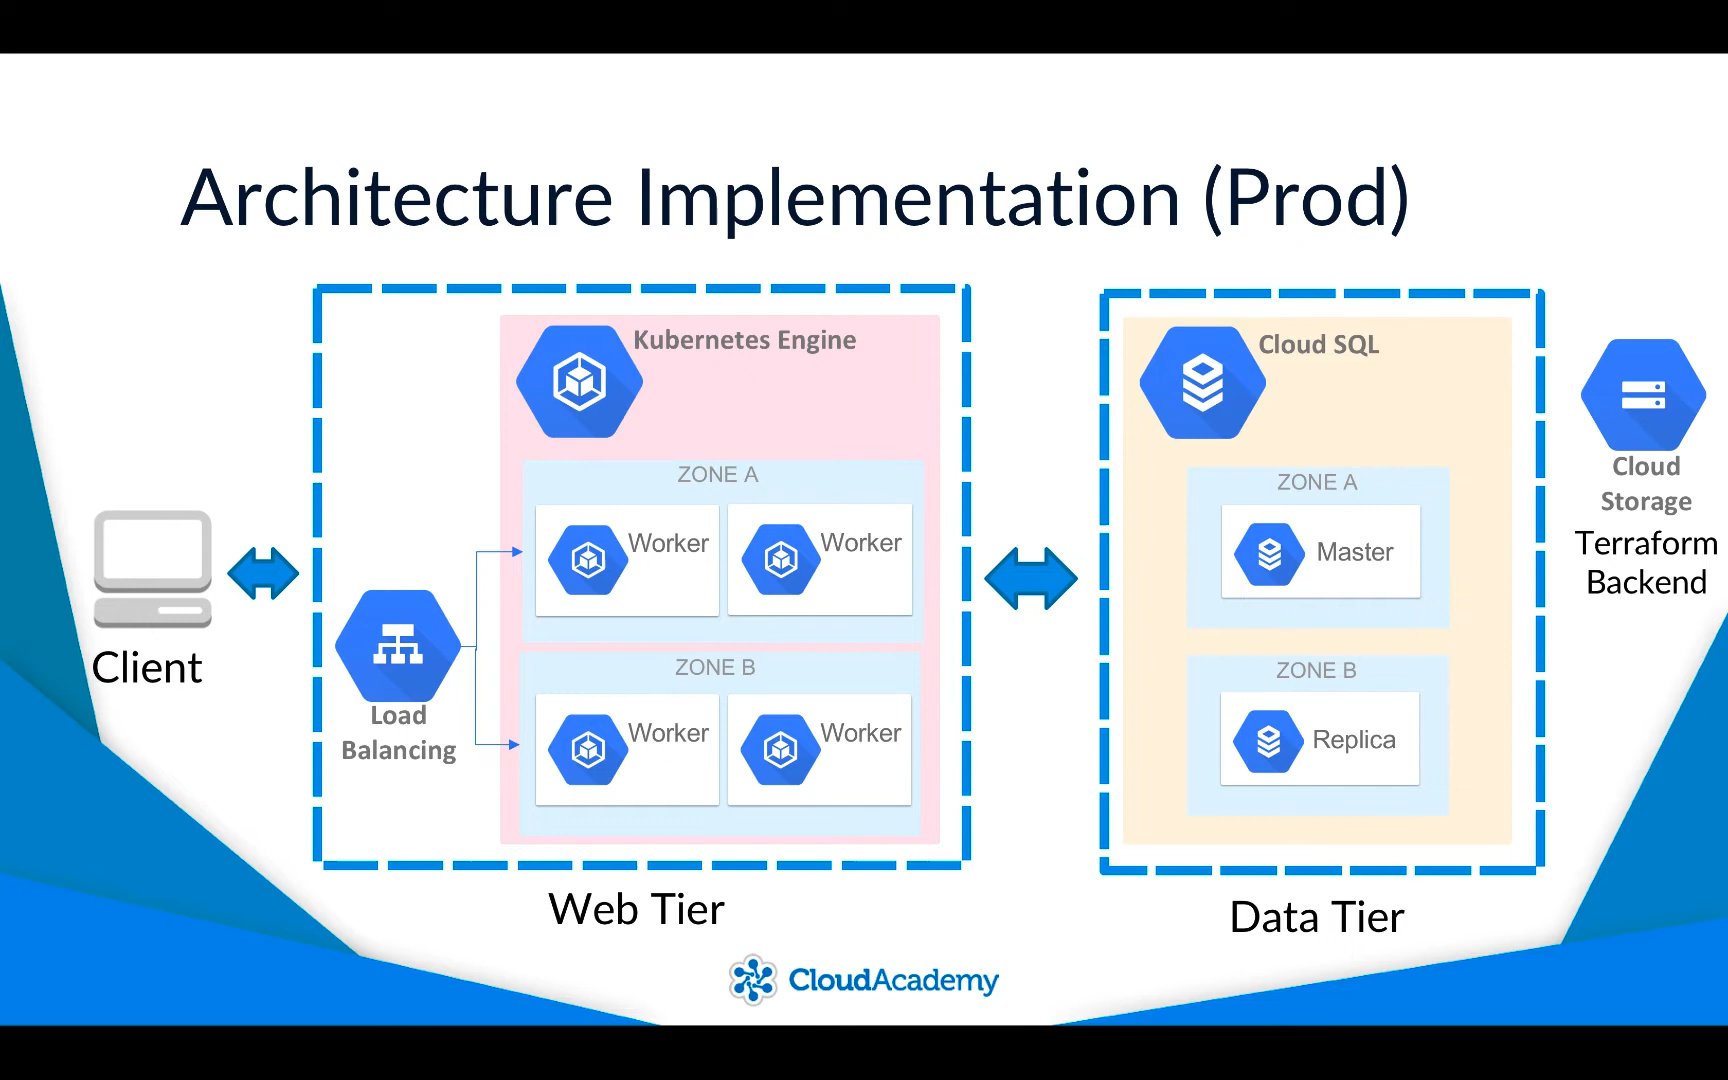 Architecture Implementation (Prod)
Client
Load
Balancing
Kubernetes Engine
ZONE A
Worker
Worker
ZONE B
Worker
Worker
Web Tier
Cloud SQL
ZONE A
Master
ZONE B
Replica
Data Tier
Cloud
Storage
Terraform
Backend
CloudAcademy